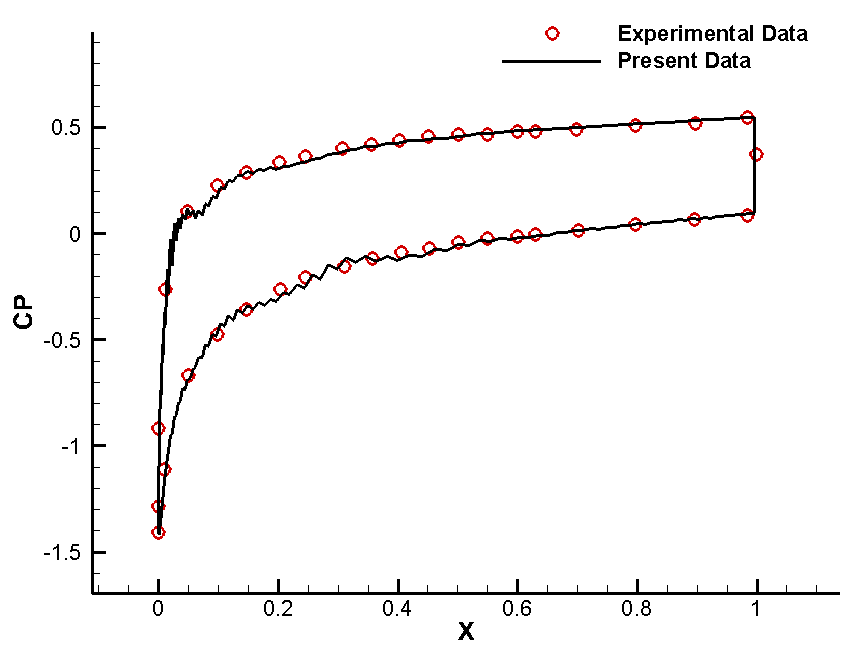 Experimental Data
Present Data
0.5
0
-0.5
-1
-1.5
CP
0 0.2 0.4 0.6 0.8 1
X